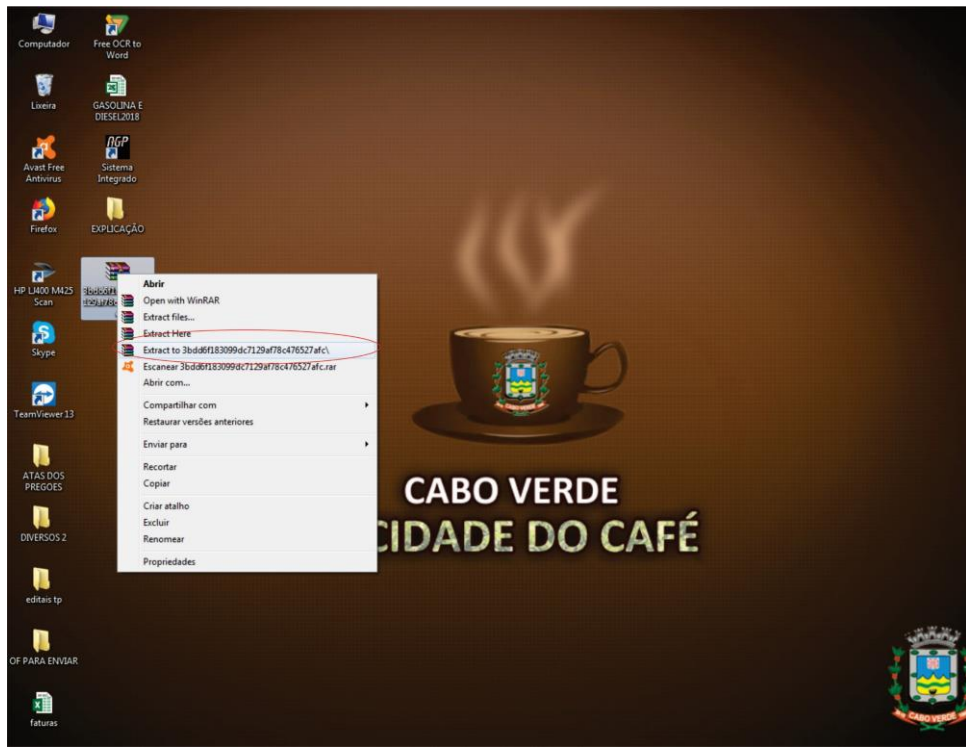 Computador
Free OCR to
Word
Lixeira
GASOLINA E
DIESEL2018
Avast Free
Antivirus
NGP
Sistema
Integrado
Firefox
EXPLICAÇÃO
HP LJ400 M425
Scan
Skype
TeamViewer 13
ATAS DOS
PREGOES
DIVERSOS 2
editais tp
OF PARA ENVIAR
faturas
Abrir
Open with WinRAR
Extract files...
Extract Here
Extract to 3bdd6f183099dc7129af78c476527afc\
Escanear 3bdd6f183099dc7129af78c476527afc.rar
Abrir com...
Compartilhar com
Restaurar versões anteriores
Enviar para
Recortar
Copiar
Criar atalho
Excluir
Renomear
Propriedades
CABO VERDE
CABO VERDE
CIDADE DO CAFÉ
CABO VERDE